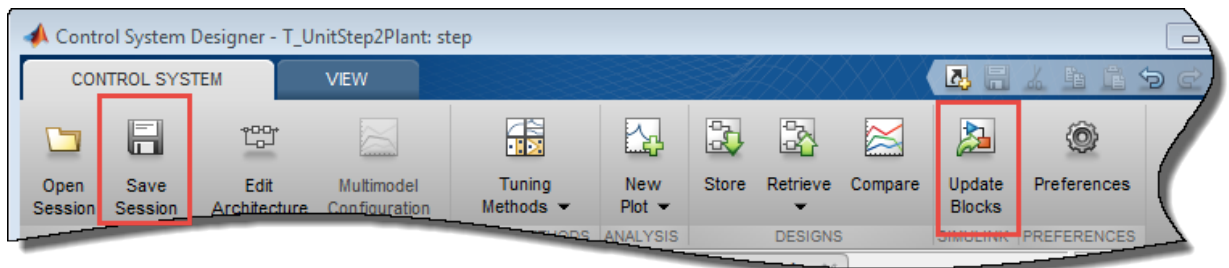 Control System Designer - T_UnitStep2Plant: step
CONTROL SYSTEM VIEW
Open Save Edit Multimodel Tuning New Store Retrieve Compare Update Preferences
Session Session Architecture Configuration Methods Plot Blocks
ANALYSIS DESIGNS SIMULINK PREFERENCES